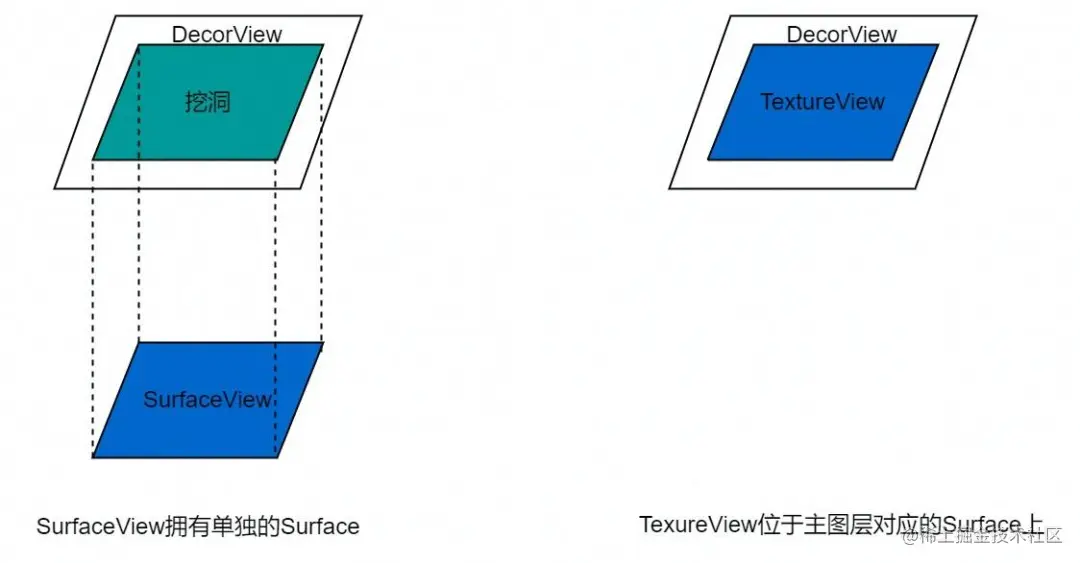 DecorView
挖洞
SurfaceView
SurfaceView拥有单独的Surface
DecorView
TextureView
TexureView位于主图层对应的Surface上
@稀土掘金技术社区